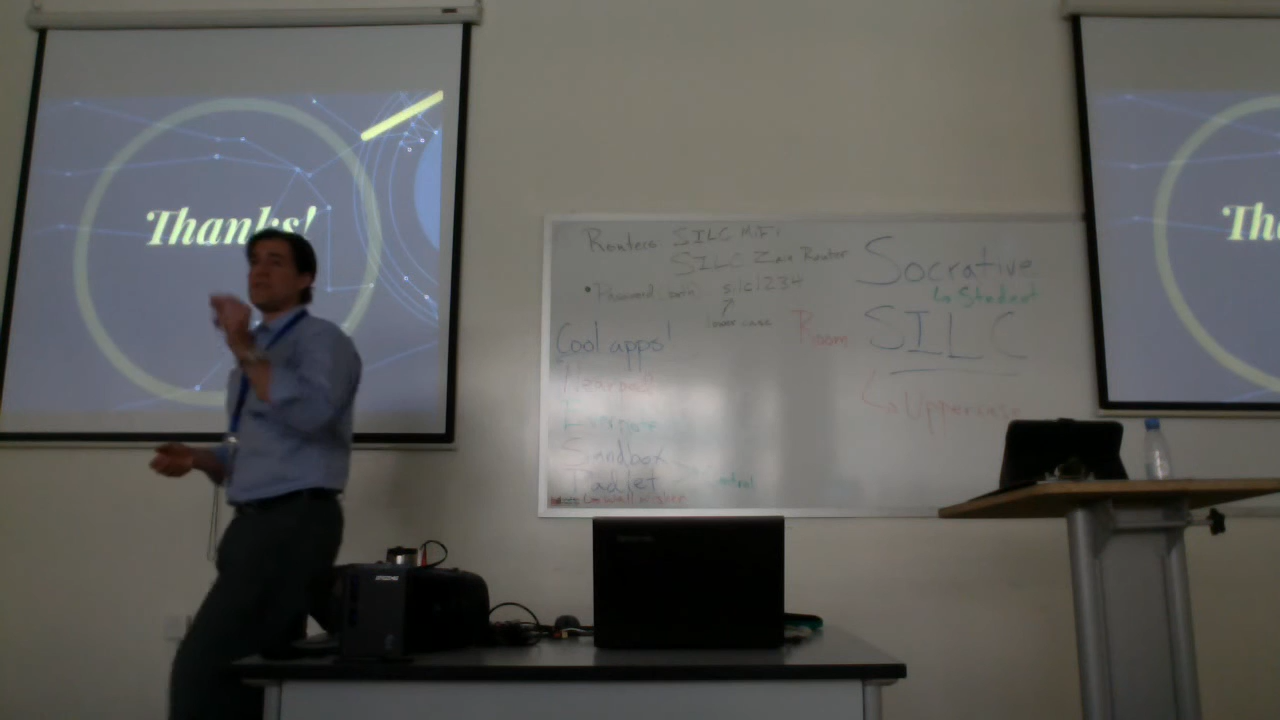 Thanks!
Th
Routers SILC MiFi
SILC Zain Router
• Password: both: silc1234
lower case
Cool apps!
Nearpod
Sandbox
Padlet
Socrative
Student
Room SILC
Uppercase